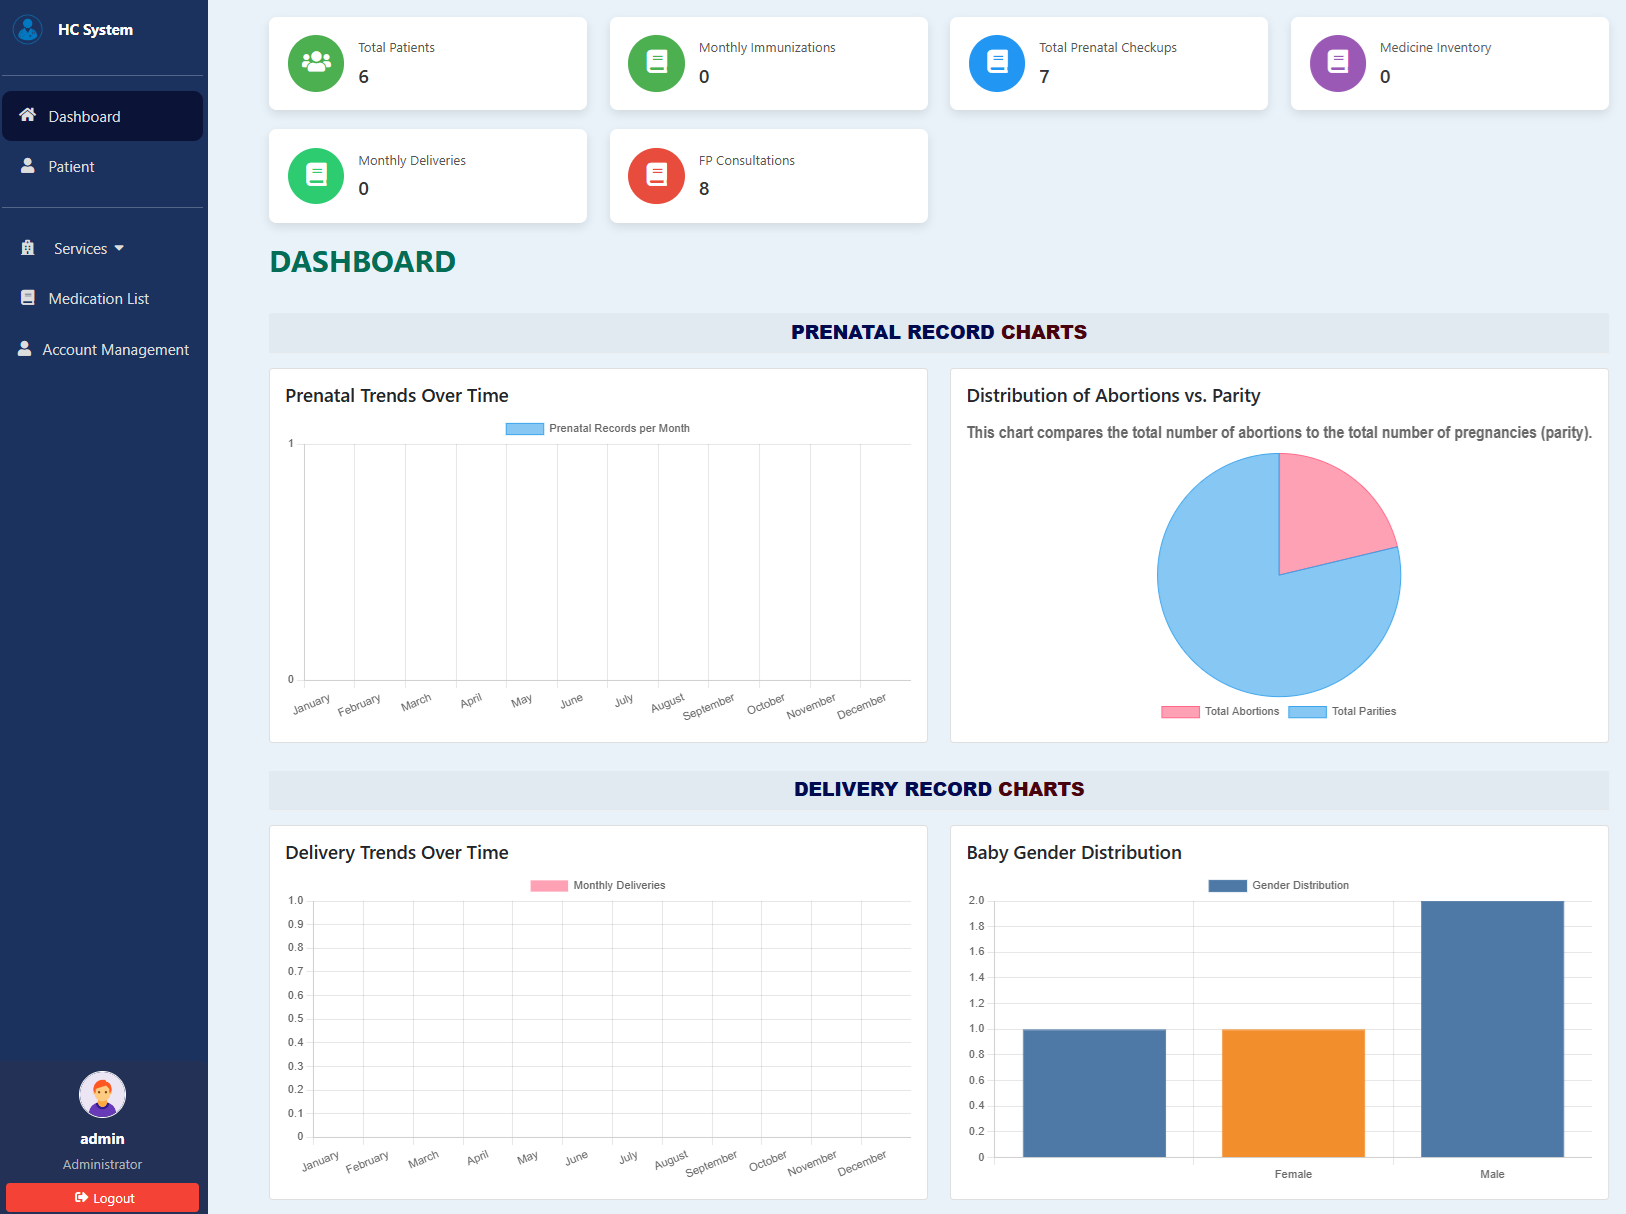 HC System
Dashboard
Patient
Services
Medication List
Account Management
admin
Administrator
Logout
Total Patients
6
Monthly Immunizations
0
Total Prenatal Checkups
7
Medicine Inventory
0
Monthly Deliveries
0
FP Consultations
8
DASHBOARD
PRENATAL RECORD CHARTS
Prenatal Trends Over Time
Prenatal Records per Month
1
0
January February March April May June July August September October November December
Distribution of Abortions vs. Parity
This chart compares the total number of abortions to the total number of pregnancies (parity).
Total Abortions Total Parities
DELIVERY RECORD CHARTS
Delivery Trends Over Time
Monthly Deliveries
1.0
0.9
0.8
0.7
0.6
0.5
0.4
0.3
0.2
0.1
0
January February March April May June July August September October November December
Baby Gender Distribution
Gender Distribution
2.0
1.8
1.6
1.4
1.2
1.0
0.8
0.6
0.4
0.2
0
Female Male